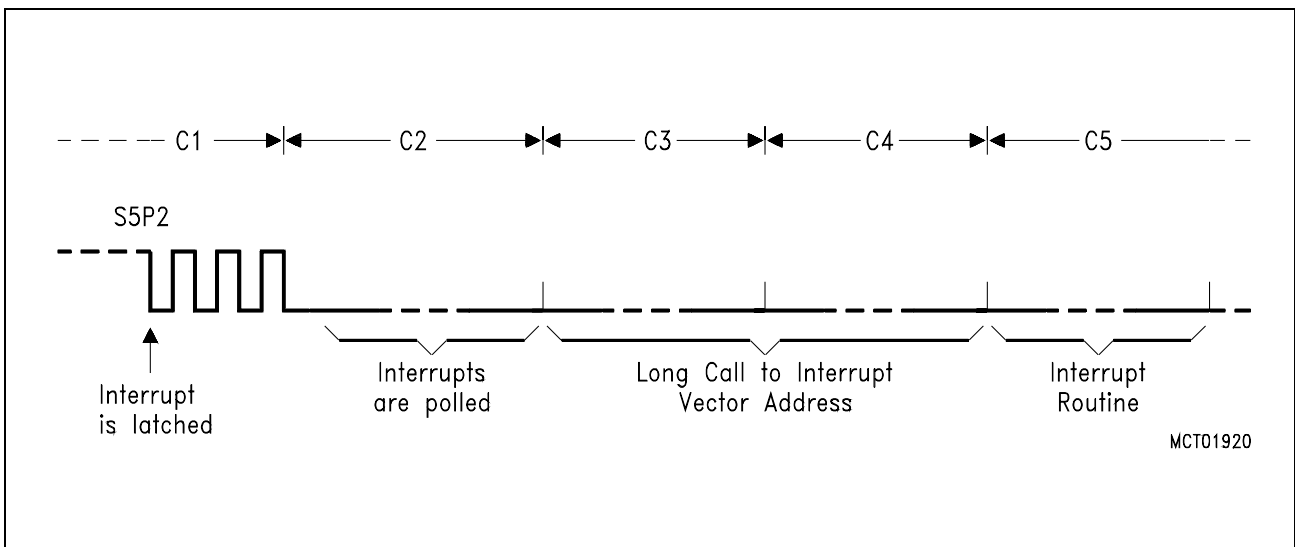 C1 C2 C3 C4 C5
S5P2
Interrupt
is latched
Interrupts
are polled
Long Call to Interrupt
Vector Address
Interrupt
Routine
MCT01920